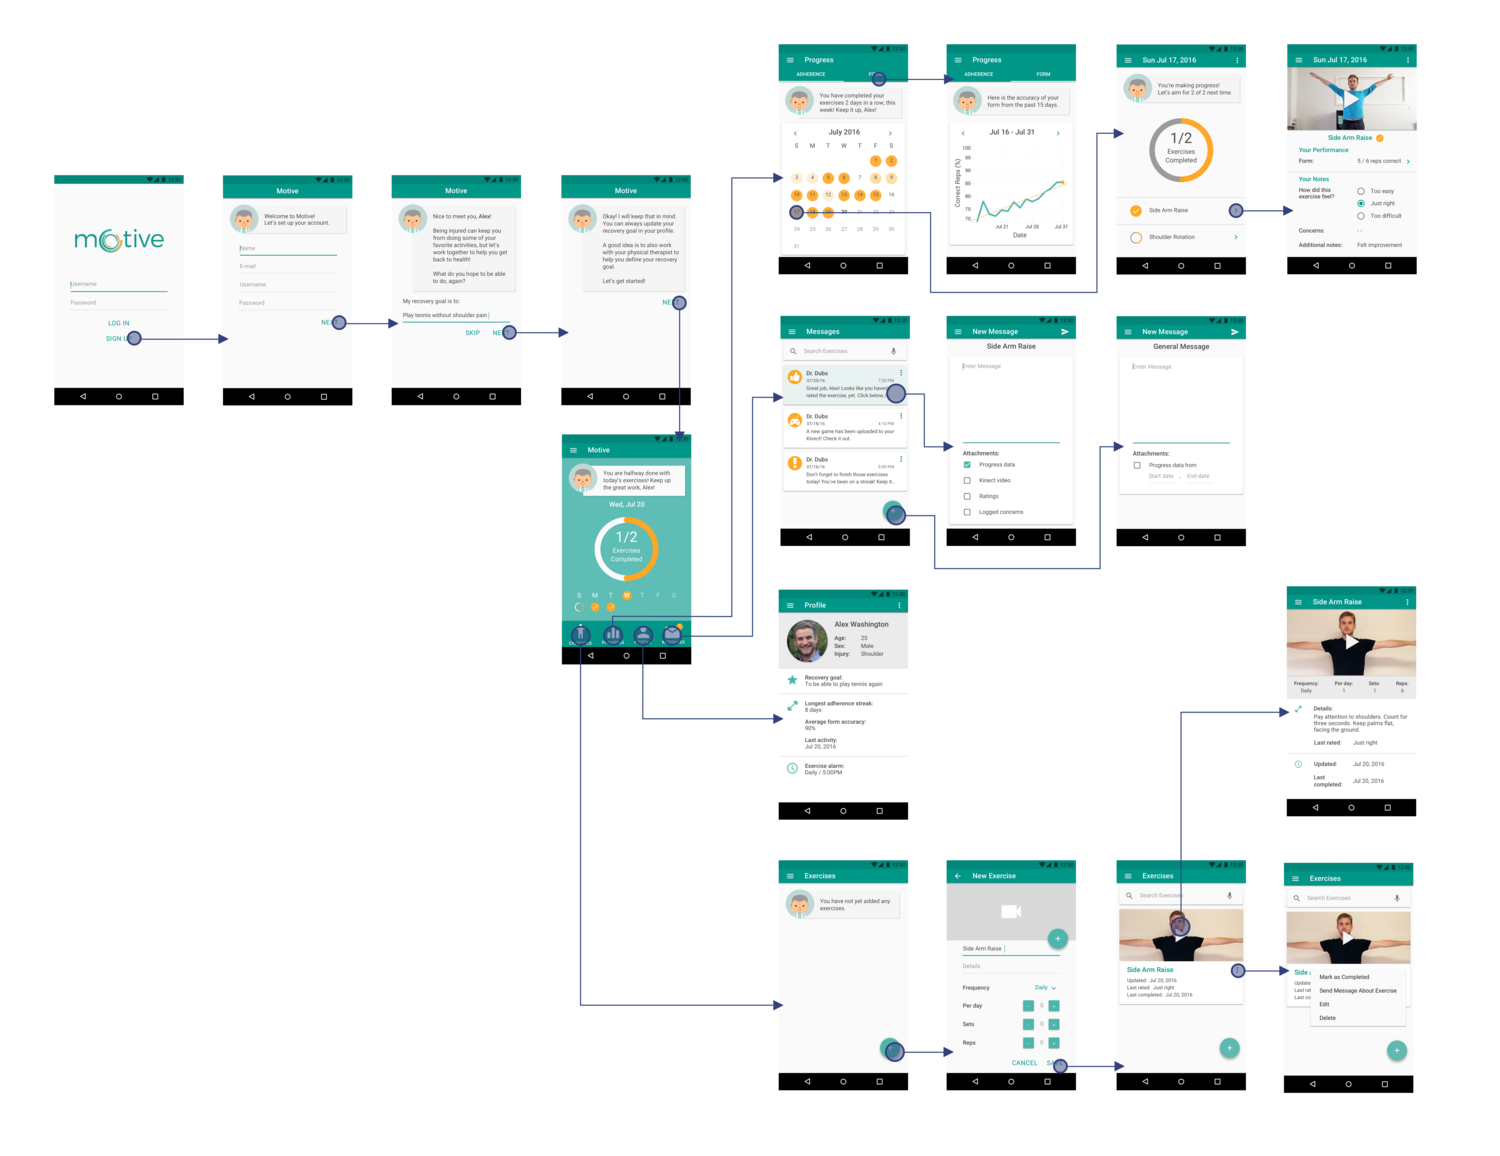 Progress
ADHERENCE
You have completed your
exercises 2 days in a row, this
week! Keep it up, Alex!
July 2016
S M T W T F S
1 2
3 4 5 6 7 8 9
10 11 12 13 14 15 16
17 18 19 20 21 22 23
24 25 26 27 28 29 30
31
Progress
ADHERENCE FORM
Here is the accuracy of your
form from the past 15 days.
Jul 16 - Jul 31
Correct Reps (%)
100
95
90
85
80
75
70
Jul 21 Jul 26 Jul 31
Date
Sun Jul 17, 2016
You're making progress!
Let's aim for 2 of 2 next time.
1/2
Exercises
Completed
Side Arm Raise
Shoulder Rotation
Sun Jul 17, 2016
Side Arm Raise
Your Performance
Form: 5 / 6 reps correct
Your Notes
How did this
exercise feel?
Too easy
Just right
Too difficult
Concerns: --
Additional notes: Felt improvement
motive
Username
Password
LOG IN
SIGN UP
Motive
Welcome to Motive!
Let's set up your account.
Name
E-mail
Username
Password
NEXT
Motive
Nice to meet you, Alex!
Being injured can keep you
from doing some of your
favorite activities, but let's
work together to help you get
back to health!
What do you hope to be able
to do, again?
My recovery goal is to:
Play tennis without shoulder pain
SKIP NEXT
Motive
Okay! I will keep that in mind.
You can always update your
recovery goal in your profile.
A good idea is to also work
with your physical therapist to
help you define your recovery
goal.
Let's get started!
NEXT
Motive
You are halfway done with
today's exercises! Keep up
the great work, Alex!
Wed, Jul 20
1/2
Exercises
Completed
S M T W T F S
Messages
Search Exercises
Dr. Dubs
07/20/16 7:20 PM
Great job, Alex! Looks like you haven't
rated the exercise, yet. Click below,
Dr. Dubs
07/18/16 4:10 PM
A new game has been uploaded to your
Kinect! Check it out.
Dr. Dubs
07/16/16 5:00 PM
Don't forget to finish those exercises
today! You've been on a streak! Keep it...
New Message
Side Arm Raise
Enter Message
Attachments:
Progress data
Kinect video
Ratings
Logged concerns
New Message
General Message
Enter Message
Attachments:
Progress data from
Start date - End date
Profile
Alex Washington
Age: 25
Sex: Male
Injury: Shoulder
Recovery goal:
To be able to play tennis again
Longest adherence streak:
8 days
Average form accuracy:
90%
Last activity:
Jul 20, 2016
Exercise alarm:
Daily / 5:00PM
Side Arm Raise
Frequency: Per day: Sets: Reps:
Daily 1 1 6
Details:
Pay attention to shoulders. Count for
three seconds. Keep palms flat,
facing the ground.
Last rated: Just right
Updated: Jul 20, 2016
Last
completed: Jul 20, 2016
Exercises
You have not yet added any
exercises.
New Exercise
Side Arm Raise
Details
Frequency Daily
Per day - 0 +
Sets - 0 +
Reps - 0 +
CANCEL SAVE
Exercises
Search Exercises
Side Arm Raise
Updated: Jul 20, 2016
Last rated: Just right
Last completed: Jul 20, 2016
Exercises
Search Exercises
Side
Update
Last
Last co
Mark as Completed
Send Message About Exercise
Edit
Delete